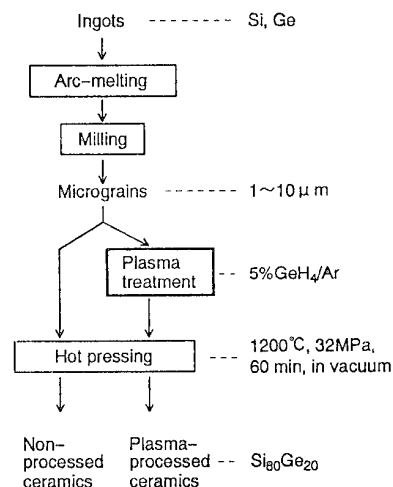 Ingots ------ Si, Ge
Arc-melting
Milling
Micrograins ------ 1~10 μm
Plasma
treatment -- 5%GeH₄/Ar
Hot pressing --- 1200℃, 32MPa,
60 min, in vacuum
Non-
processed
ceramics
Plasma-
processed
ceramics -- Si₈₀Ge₂₀